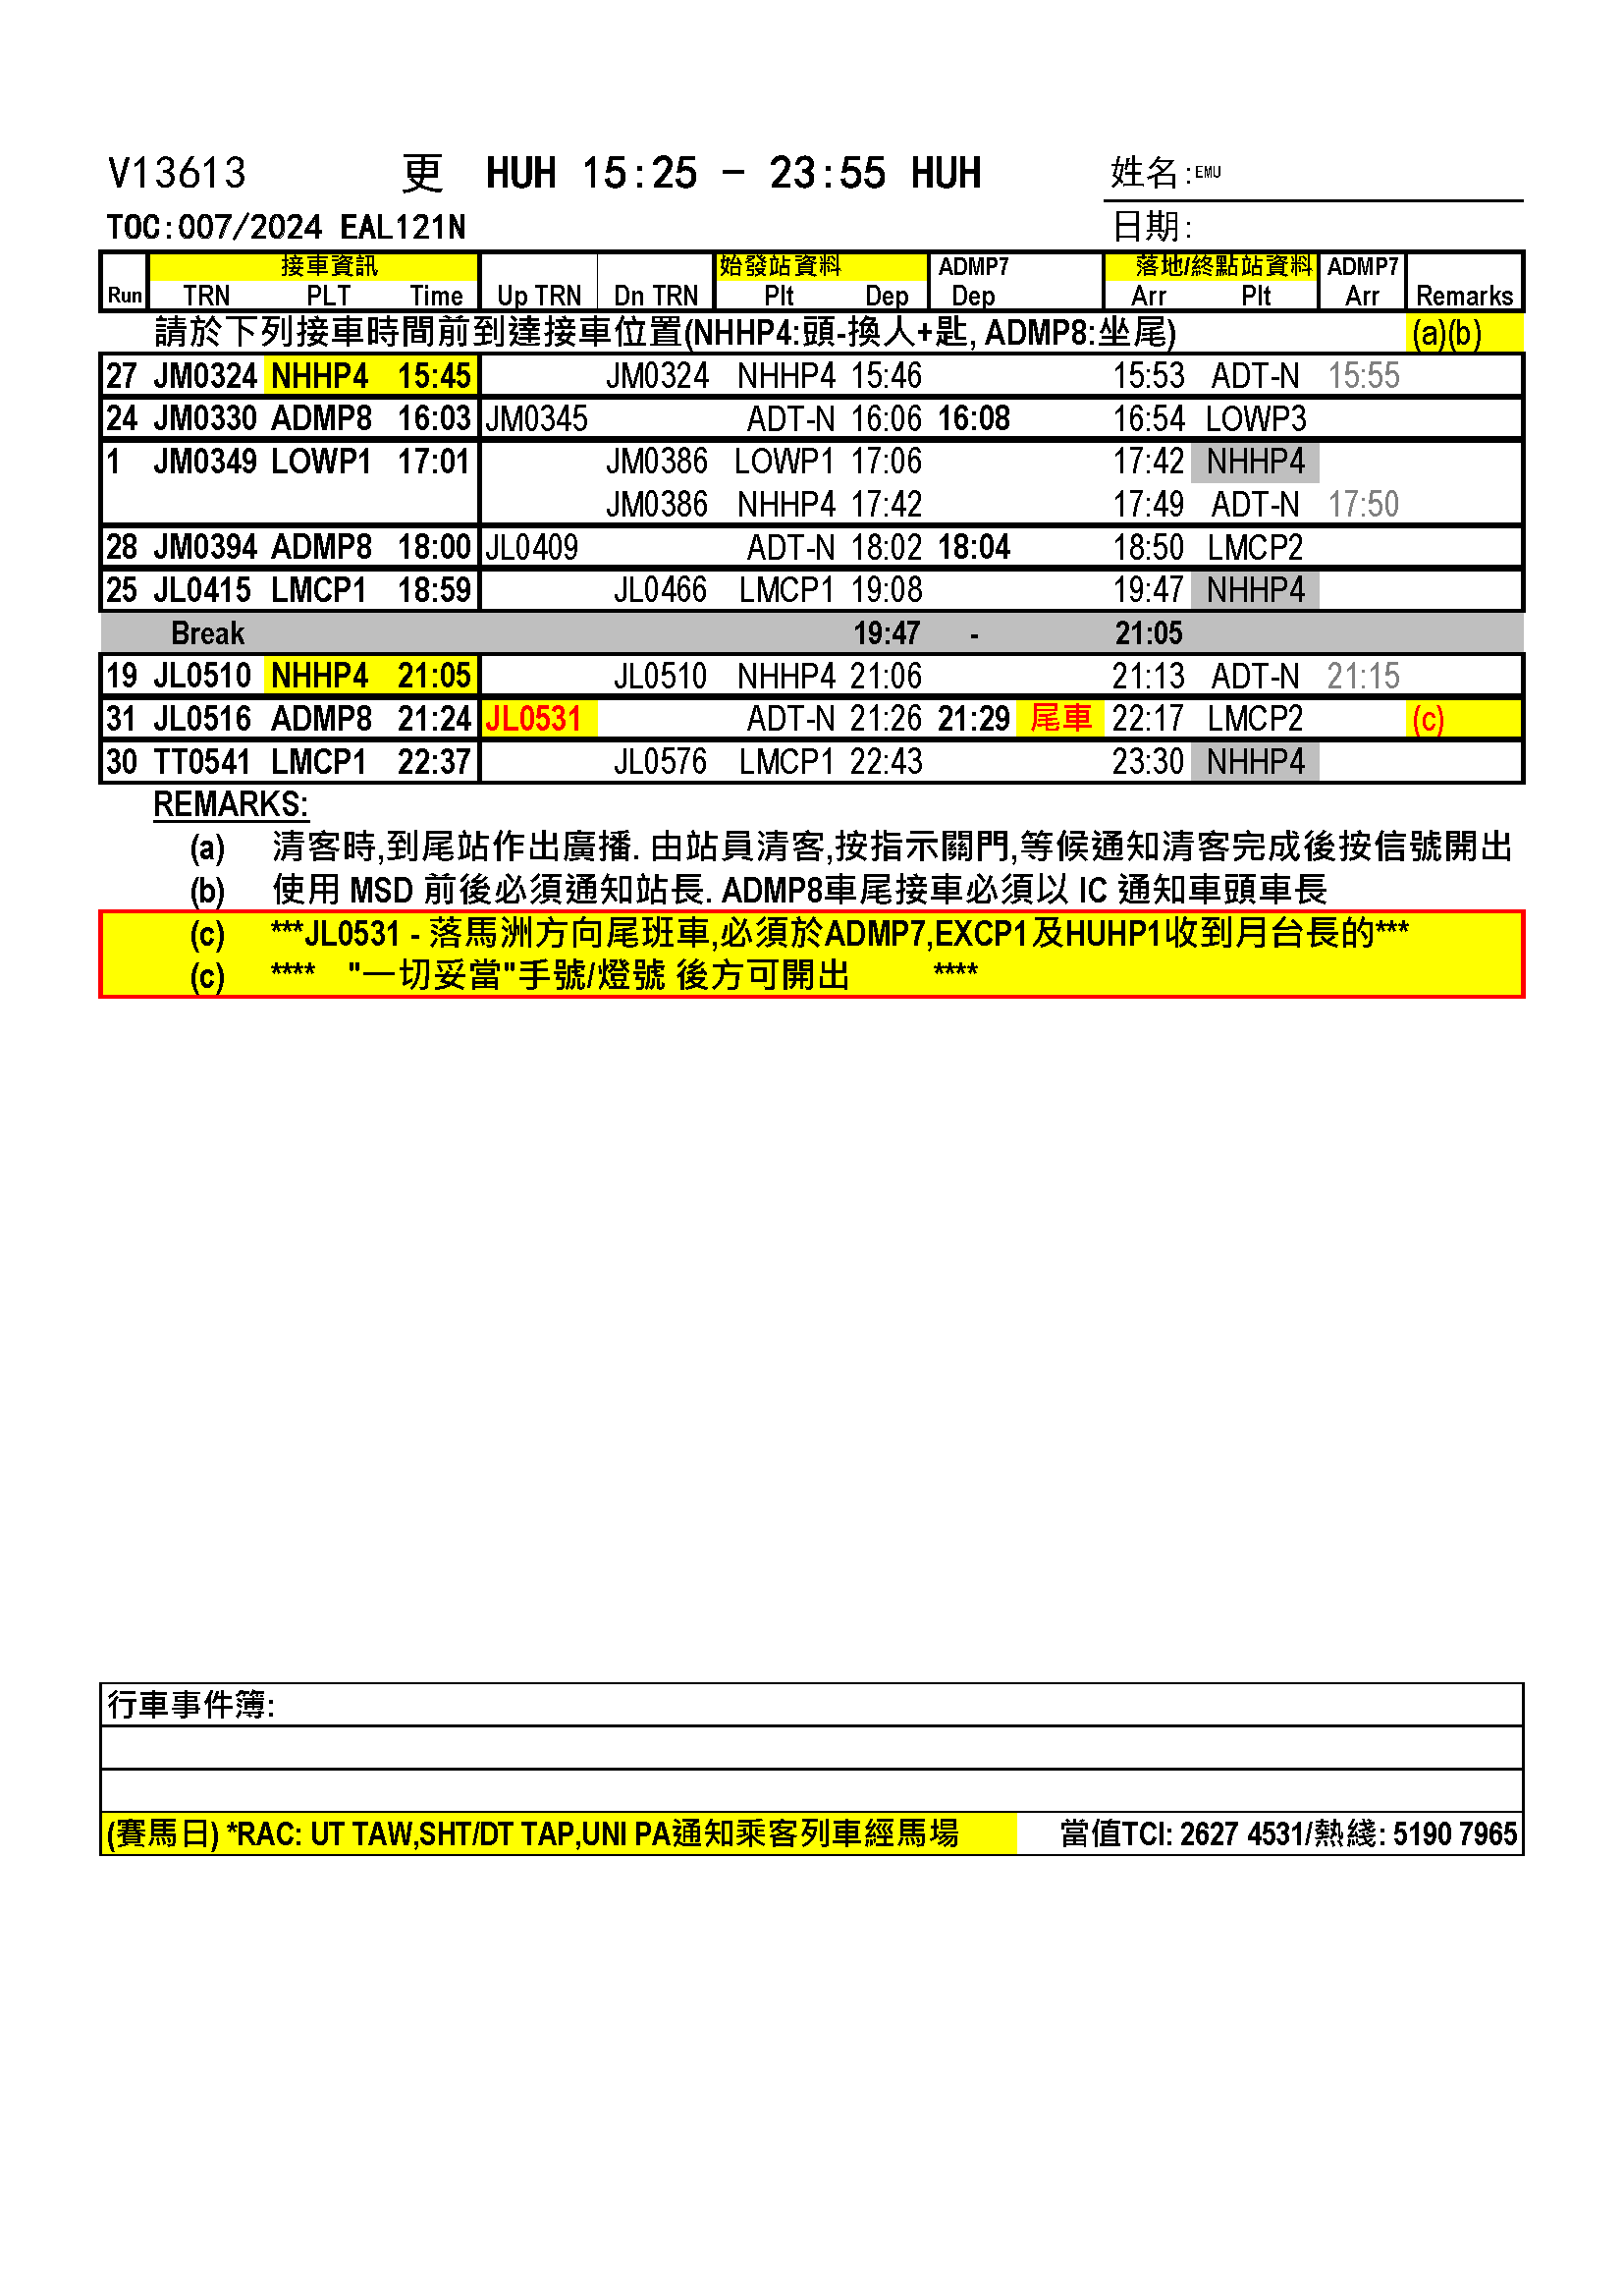 V13613 更 HUH 15:25 - 23:55 HUH 姓名:EMU
TOC:007/2024 EAL121N 日期:
接車資訊 始發站資料 ADMP7 落地/終點站資料 ADMP7
Run TRN PLT Time Up TRN Dn TRN Plt Dep Dep Arr Plt Arr Remarks
請於下列接車時間前到達接車位置(NHHP4:頭-換人+匙, ADMP8:坐尾) (a)(b)
27 JM0324 NHHP4 15:45 JM0324 NHHP4 15:46 15:53 ADT-N 15:55
24 JM0330 ADMP8 16:03 JM0345 ADT-N 16:06 16:08 16:54 LOWP3
1 JM0349 LOWP1 17:01 JM0386 LOWP1 17:06 17:42 NHHP4
JM0386 NHHP4 17:42 17:49 ADT-N 17:50
28 JM0394 ADMP8 18:00 JL0409 ADT-N 18:02 18:04 18:50 LMCP2
25 JL0415 LMCP1 18:59 JL0466 LMCP1 19:08 19:47 NHHP4
Break 19:47 - 21:05
19 JL0510 NHHP4 21:05 JL0510 NHHP4 21:06 21:13 ADT-N 21:15
31 JL0516 ADMP8 21:24 JL0531 ADT-N 21:26 21:29 尾車 22:17 LMCP2 (c)
30 TT0541 LMCP1 22:37 JL0576 LMCP1 22:43 23:30 NHHP4
REMARKS:
(a) 清客時,到尾站作出廣播. 由站員清客,按指示關門,等候通知清客完成後按信號開出
(b) 使用 MSD 前後必須通知站長. ADMP8車尾接車必須以 IC 通知車頭車長
(c) ***JL0531 - 落馬洲方向尾班車,必須於ADMP7,EXCP1及HUHP1收到月台長的***
(c) **** "一切妥當"手號/燈號 後方可開出 ****
行車事件簿:
(賽馬日) *RAC: UT TAW,SHT/DT TAP,UNI PA通知乘客列車經馬場 當值TCI: 2627 4531/熱綫: 5190 7965